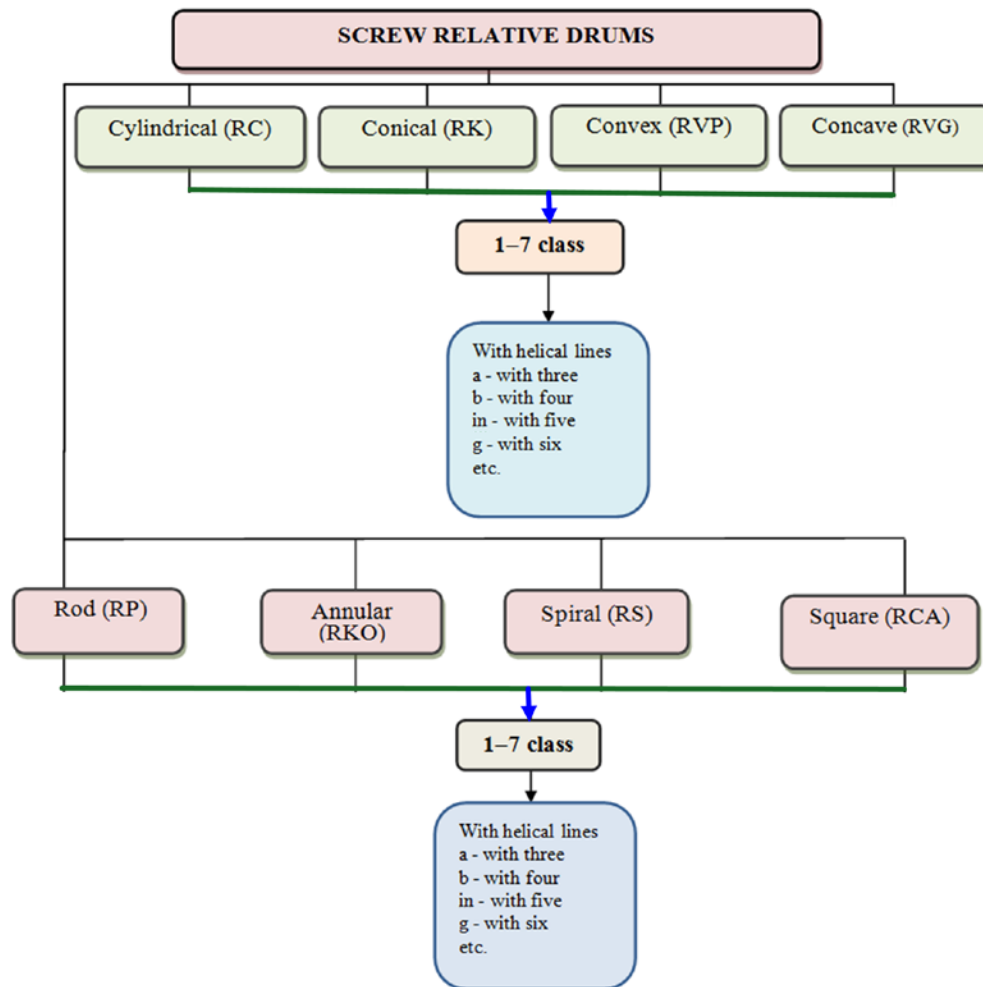 SCREW RELATIVE DRUMS
Cylindrical (RC)
Conical (RK)
Convex (RVP)
Concave (RVG)
1–7 class
With helical lines
a - with three
b - with four
in - with five
g - with six
etc.
Rod (RP)
Annular
(RKO)
Spiral (RS)
Square (RCA)
1–7 class
With helical lines
a - with three
b - with four
in - with five
g - with six
etc.